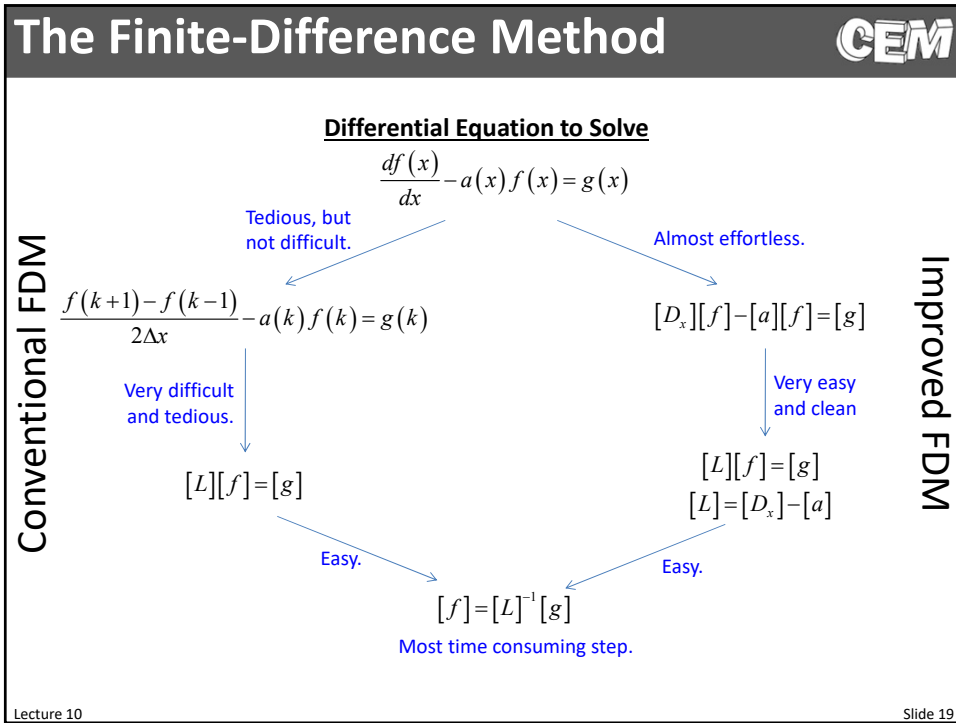 The Finite-Difference Method
CEM
Differential Equation to Solve
df(x)/dx − a(x) f(x) = g(x)
Tedious, but
not difficult.
Almost effortless.
Conventional FDM
Improved FDM
f(k+1) − f(k−1)/2Δx − a(k) f(k) = g(k)
[Dₓ][f] − [a][f] = [g]
Very difficult
and tedious.
Very easy
and clean
[L][f] = [g]
[L][f] = [g]
[L] = [Dₓ] − [a]
Easy.
Easy.
[f] = [L]⁻¹[g]
Most time consuming step.
Lecture 10
Slide 19